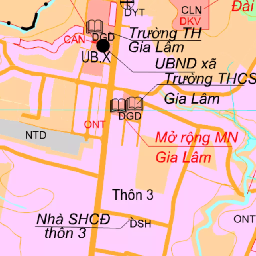 DYT
CLN
DKV
Đài
CAN
DGD
Trường TH
Gia Lâm
UB.X
UBND xã
Trường THCS
Gia Lâm
DGD
ONT
NTD
Mở rộng MN
Gia Lâm
Thôn 3
Nhà SHCĐ
thôn 3
DSH
ONT